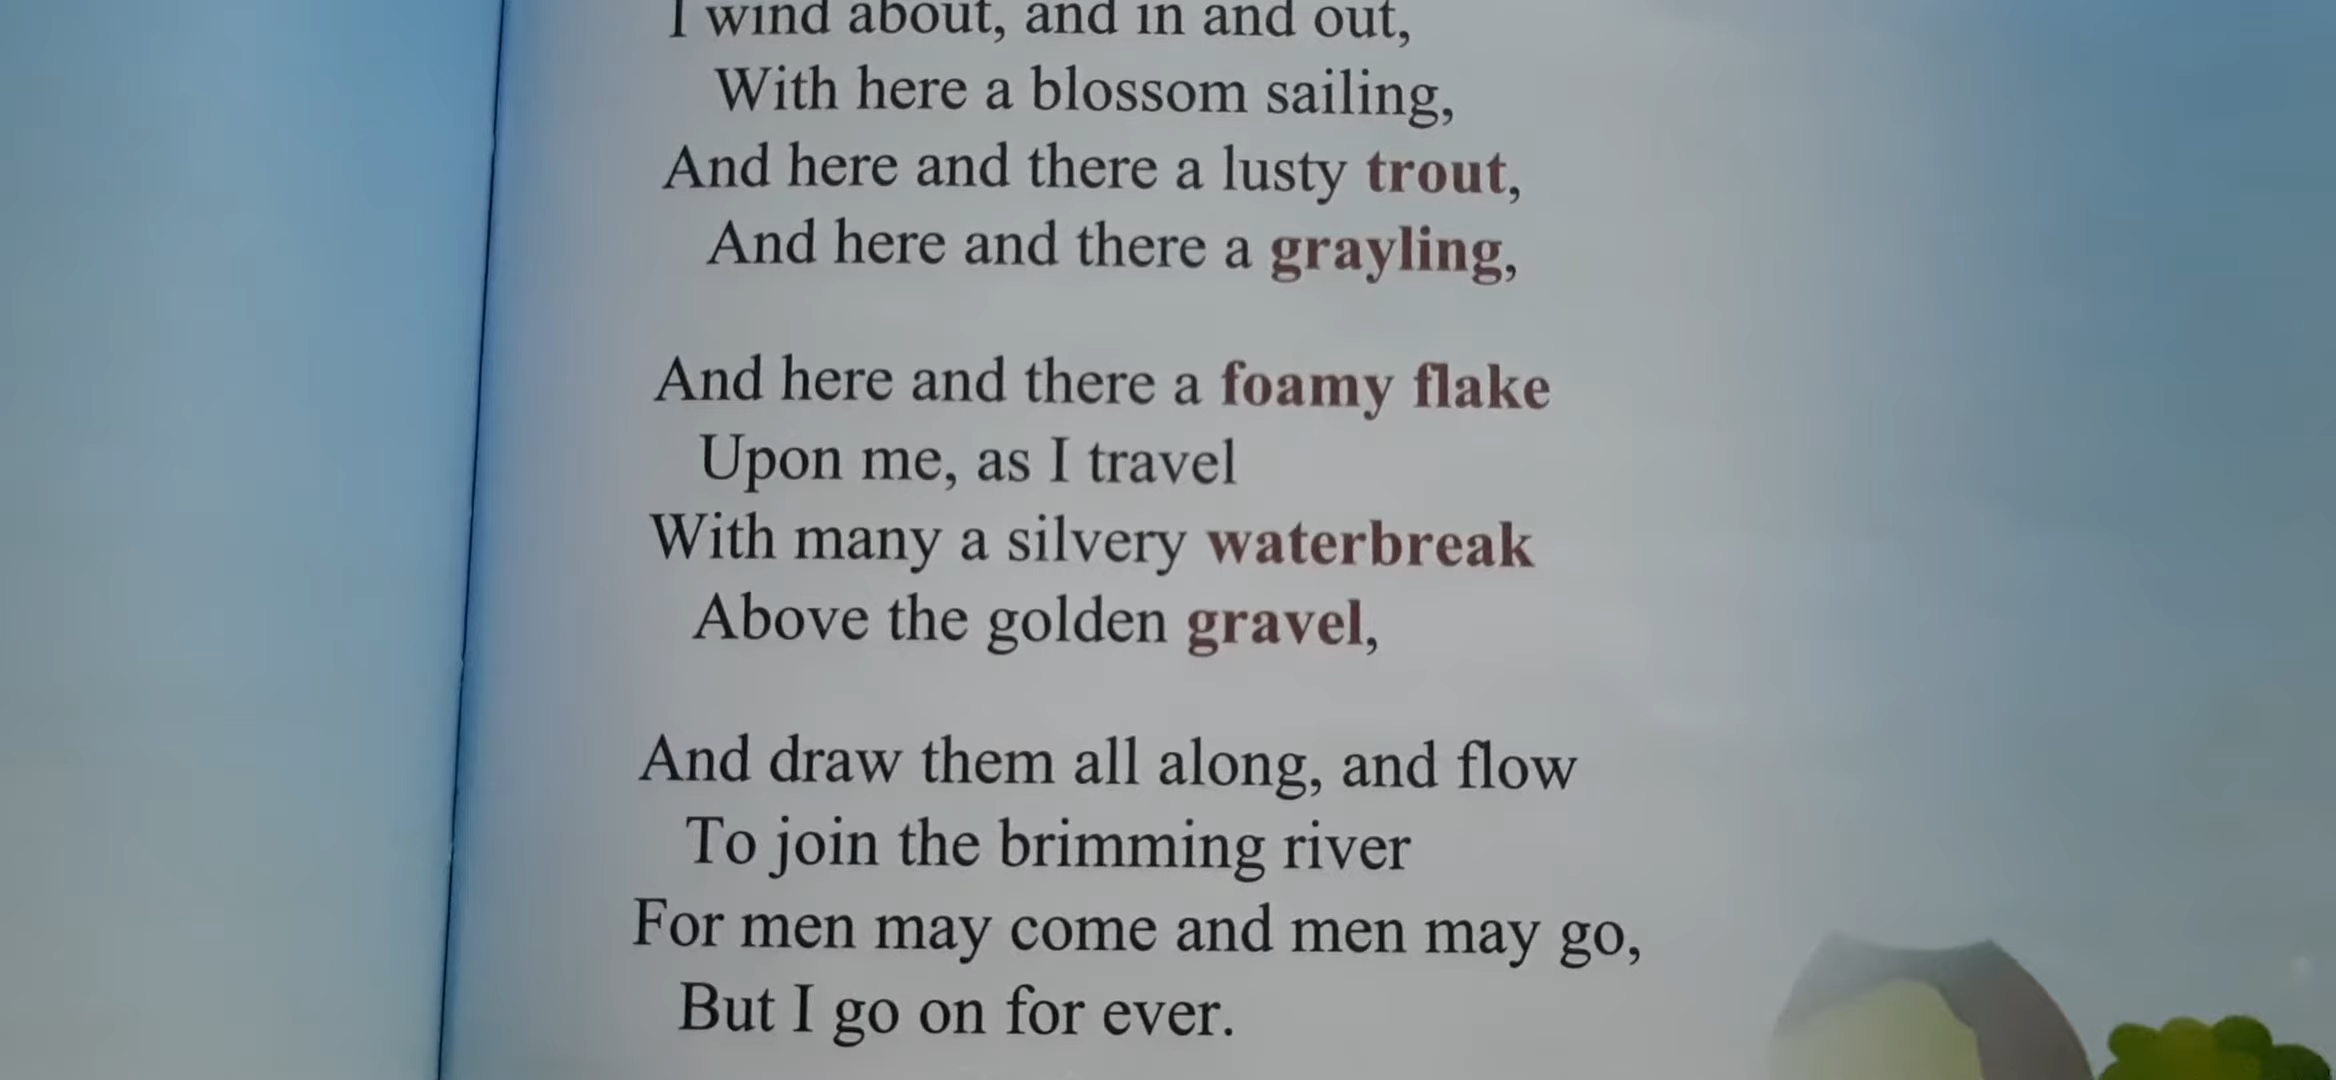 I wind about, and in and out,
With here a blossom sailing,
And here and there a lusty trout,
And here and there a grayling,
And here and there a foamy flake
Upon me, as I travel
With many a silvery waterbreak
Above the golden gravel,
And draw them all along, and flow
To join the brimming river
For men may come and men may go,
But I go on for ever.